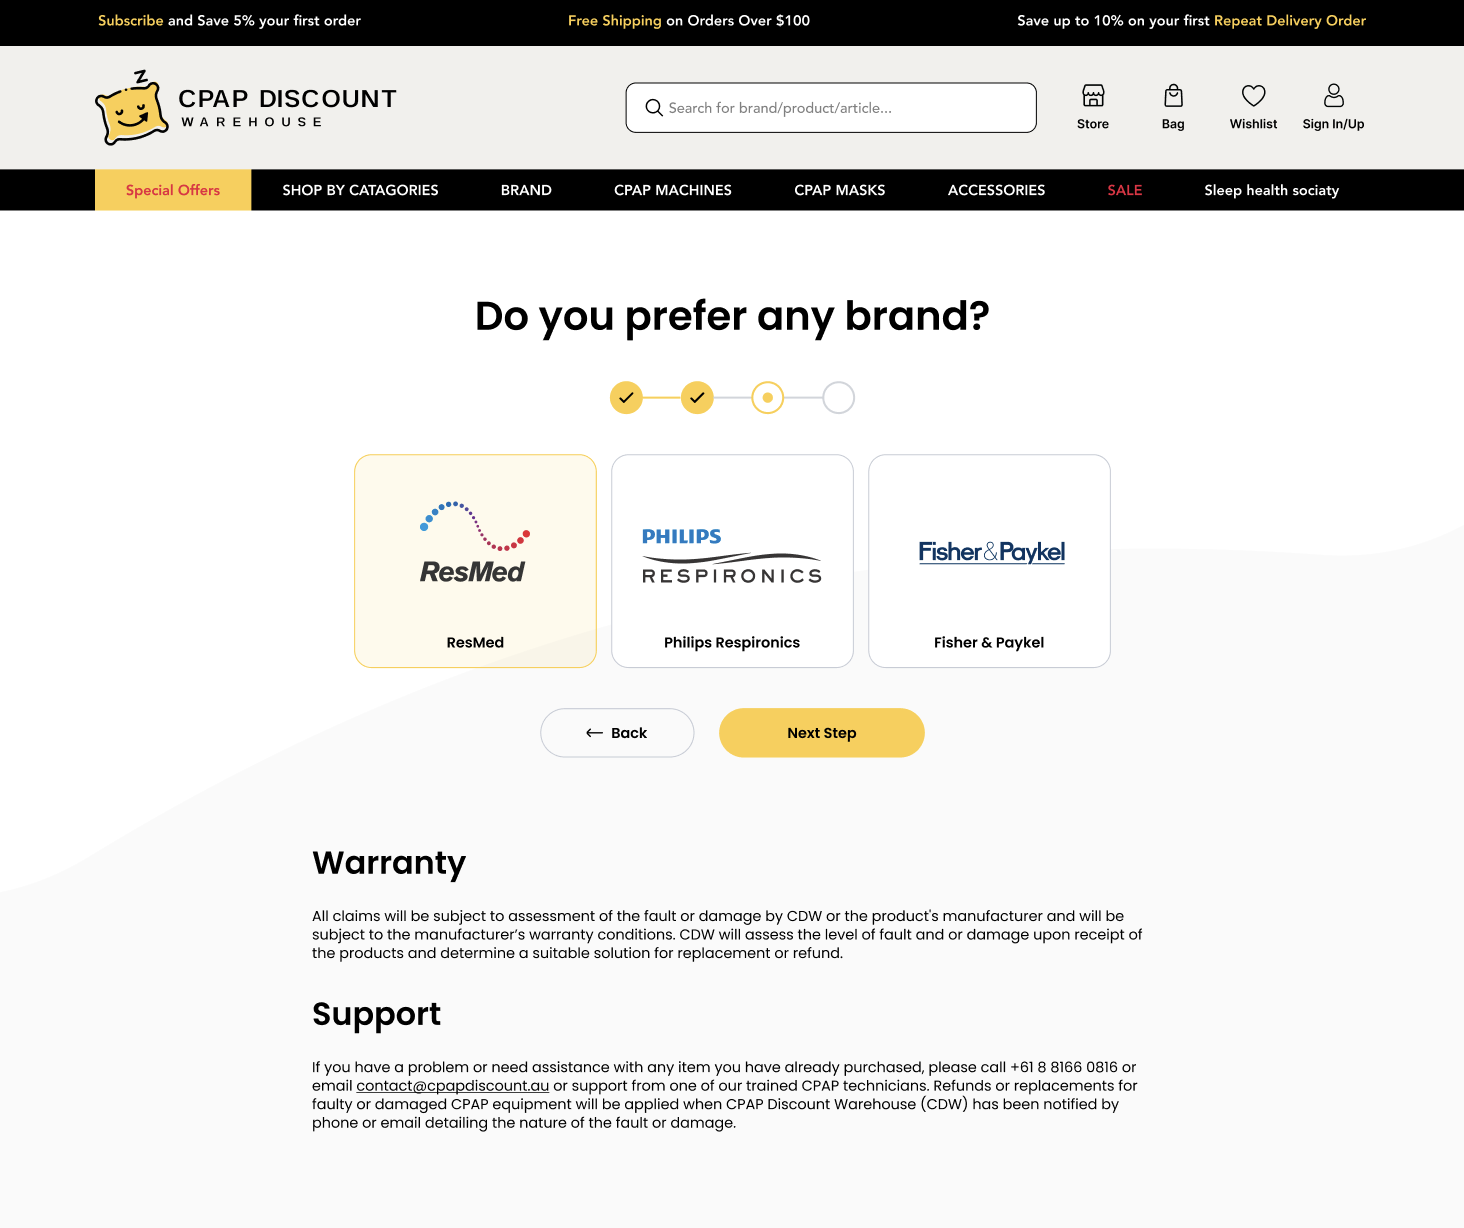 Subscribe and Save 5% your first order
Free Shipping on Orders Over $100
Save up to 10% on your first Repeat Delivery Order
Z
CPAP DISCOUNT
WAREHOUSE
Search for brand/product/article...
Store
Bag
Wishlist
Sign In/Up
Special Offers
SHOP BY CATAGORIES
BRAND
CPAP MACHINES
CPAP MASKS
ACCESSORIES
SALE
Sleep health sociaty
Do you prefer any brand?
ResMed
ResMed
PHILIPS
RESPIRONICS
Philips Respironics
Fisher&Paykel
Fisher & Paykel
Back
Next Step
Warranty
All claims will be subject to assessment of the fault or damage by CDW or the product's manufacturer and will be
subject to the manufacturer’s warranty conditions. CDW will assess the level of fault and or damage upon receipt of
the products and determine a suitable solution for replacement or refund.
Support
If you have a problem or need assistance with any item you have already purchased, please call +61 8 8166 0816 or
email contact@cpapdiscount.au or support from one of our trained CPAP technicians. Refunds or replacements for
faulty or damaged CPAP equipment will be applied when CPAP Discount Warehouse (CDW) has been notified by
phone or email detailing the nature of the fault or damage.